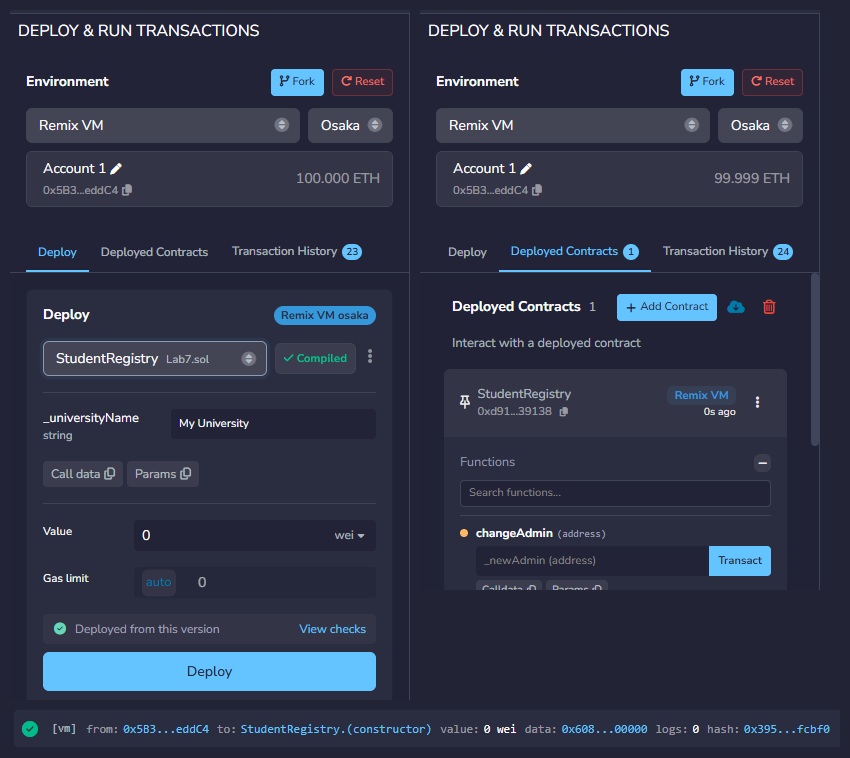 DEPLOY & RUN TRANSACTIONS
Environment
Fork
Reset
Remix VM
Osaka
Account 1
100.000 ETH
0x5B3...eddC4
Deploy
Deployed Contracts
Transaction History 23
Deploy
Remix VM osaka
StudentRegistry Lab7.sol
Compiled
_universityName
string
My University
Call data
Params
Value
0
wei
Gas limit
auto
0
Deployed from this version
View checks
Deploy
DEPLOY & RUN TRANSACTIONS
Environment
Fork
Reset
Remix VM
Osaka
Account 1
99.999 ETH
0x5B3...eddC4
Deploy
Deployed Contracts 1
Transaction History 24
Deployed Contracts 1
+ Add Contract
Interact with a deployed contract
StudentRegistry
Remix VM
0xd91...39138
0s ago
Functions
Search functions...
changeAdmin (address)
_newAdmin (address)
Transact
Calldata
Params
[vm] from: 0x5B3...eddC4 to: StudentRegistry.(constructor) value: 0 wei data: 0x608...00000 logs: 0 hash: 0x395...fcbf0